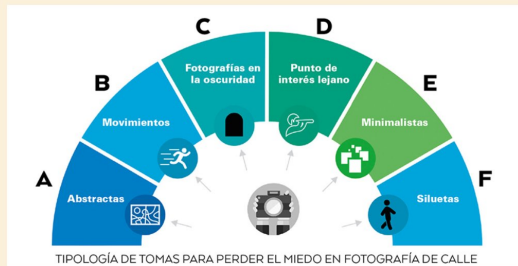 A
Abstractas
B
Movimientos
C
Fotografías en
la oscuridad
D
Punto de
interés lejano
E
Minimalistas
F
Siluetas
TIPOLOGÍA DE TOMAS PARA PERDER EL MIEDO EN FOTOGRAFÍA DE CALLE